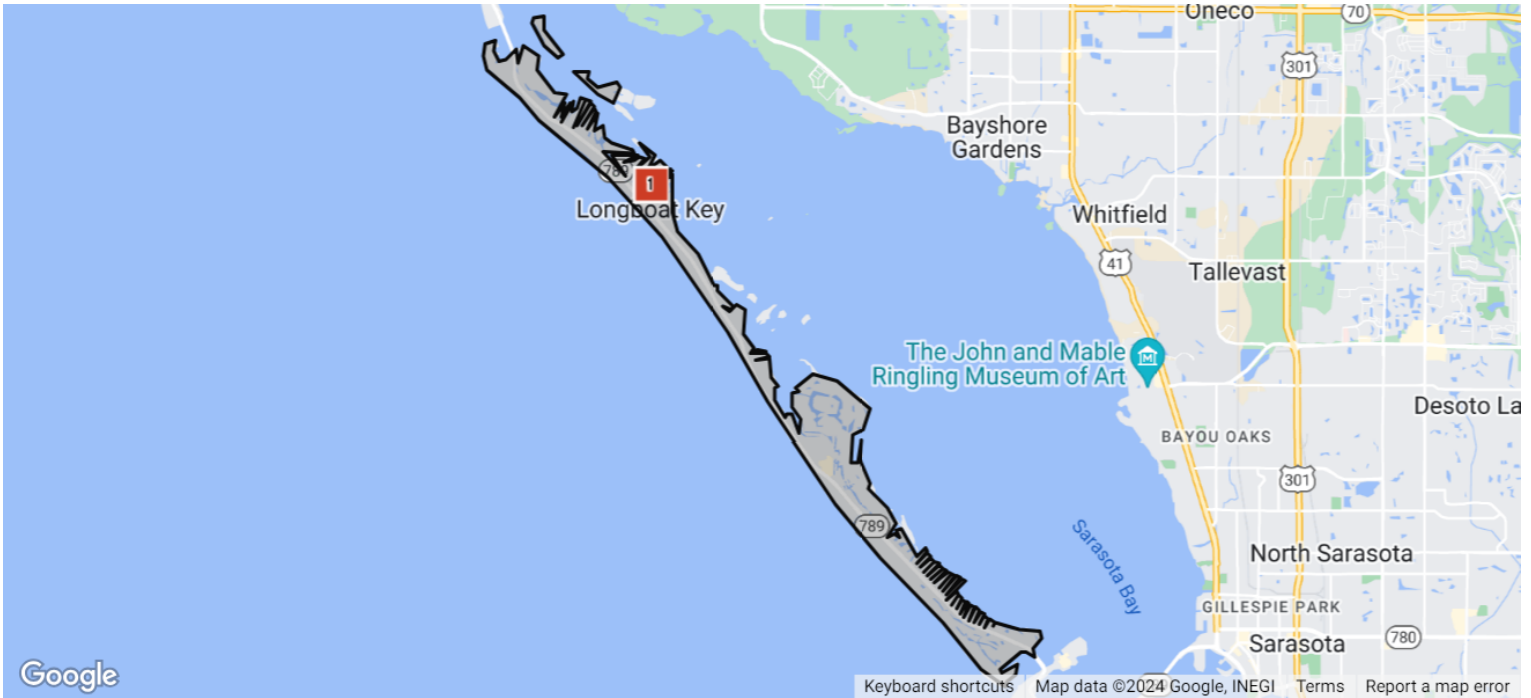 Oneco
70
301
Bayshore
Gardens
789
1
Longboat Key
Whitfield
41
Tallevast
The John and Mable
Ringling Museum of Art
Desoto La
BAYOU OAKS
301
789
Sarasota Bay
North Sarasota
GILLESPIE PARK
Sarasota
780
Google
Keyboard shortcuts
Map data ©2024 Google, INEGI
Terms
Report a map error